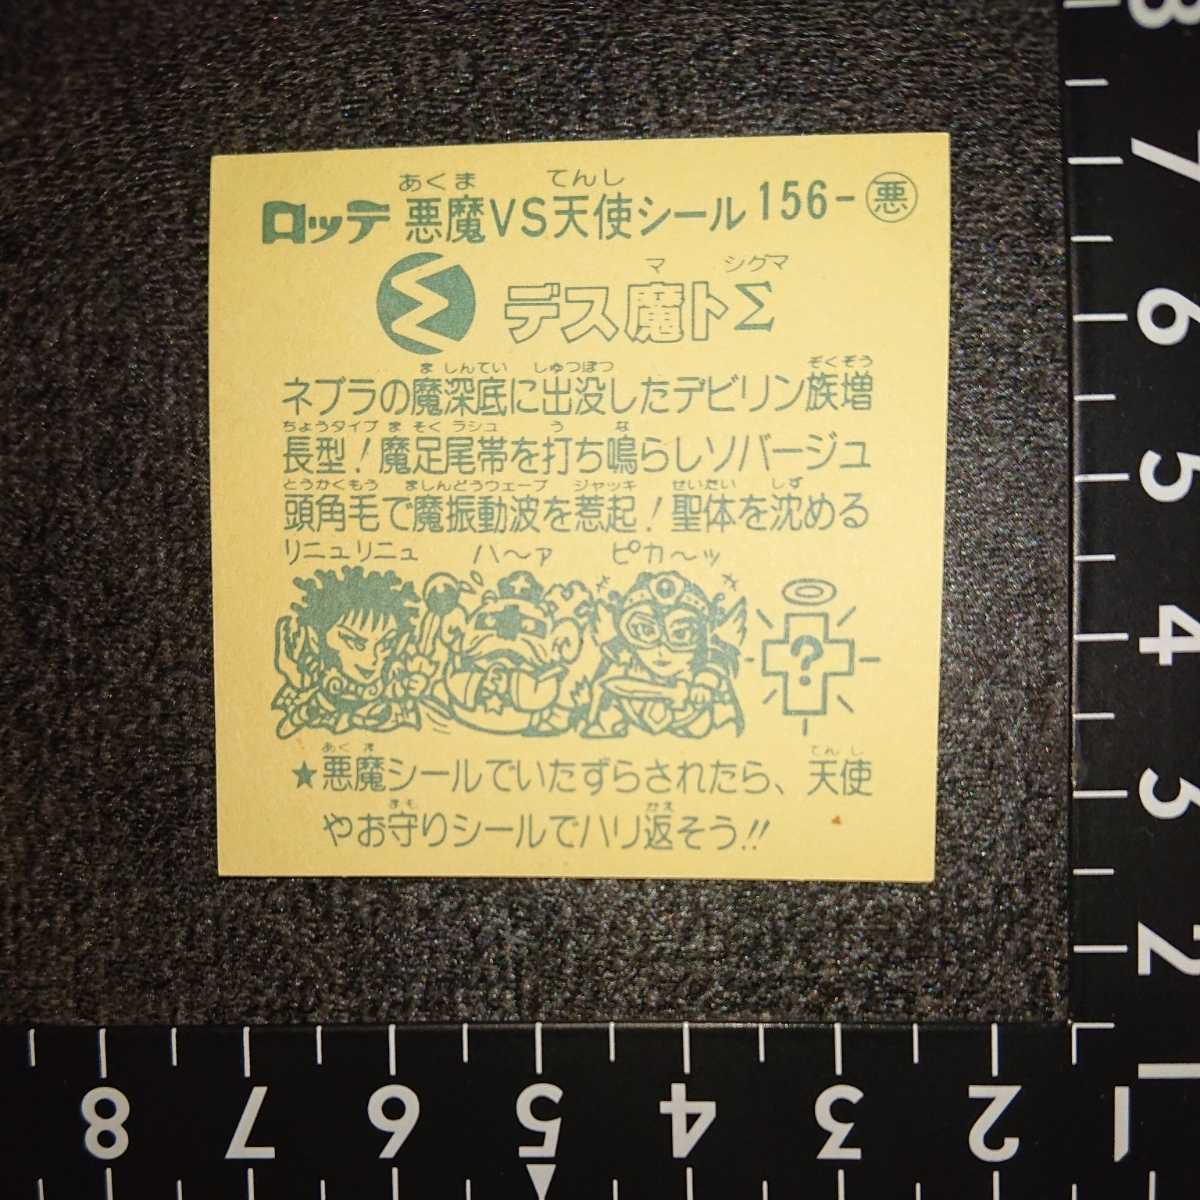 あくま てんし
ロッテ 悪魔VS天使シール 156-悪
マ シグマ
デス魔トΣ
ま しんてい しゅつぼつ ぞくぞう
ネブラの魔深底に出没したデビリン族増
ちょうタイプ ま そく ラシュ う な
長型!魔足尾帯を打ち鳴らしソバージュ
とうかくもう ましんどうウェーブ ジャッキ せいたい しず
頭角毛で魔振動波を惹起!聖体を沈める
リニュリニュ ハ〜ァ ピカ〜ッ
?
あくま てんし
★悪魔シールでいたずらされたら、天使
まも かえ
やお守りシールでハリ返そう!!
8
7
6
5
4
3
2
1
8 7 6 5 4 3 2 1